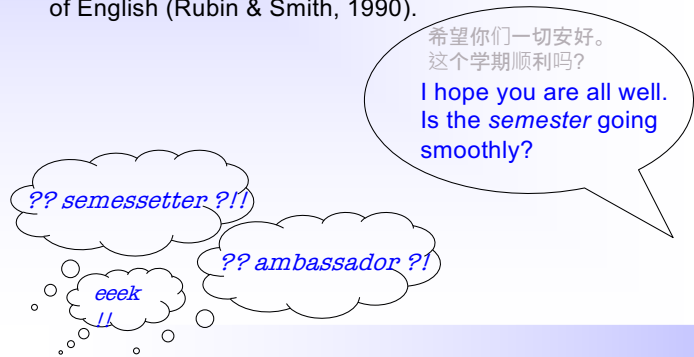 of English (Rubin & Smith, 1990).
希望你们一切安好。
这个学期顺利吗?
I hope you are all well.
Is the semester going
smoothly?
?? semessetter ?!!
?? ambassador ?!
eeek
!!